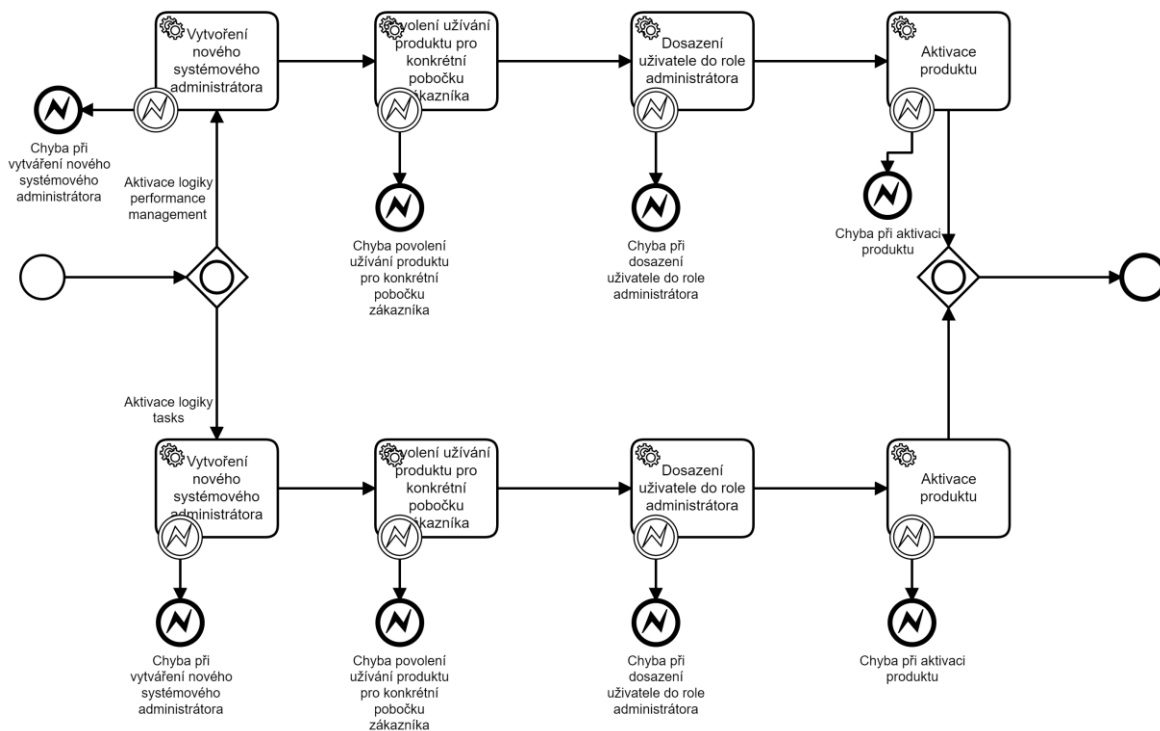 Vytvoření
nového
systémového
administrátora
ovolení užívání
produktu pro
konkrétní
pobočku
zákazníka
Dosazení
uživatele do role
administrátora
Aktivace
produktu
Chyba při
vytváření nového
systémového
administrátora
Aktivace logiky
performance
management
Chyba povolení
užívání produktu
pro konkrétní
pobočku
zákazníka
Chyba při
dosazení
uživatele do role
administrátora
Chyba při aktivaci
produktu
Aktivace logiky
tasks
Vytvoření
nového
systémového
administrátora
ovolení užívání
produktu pro
konkrétní
pobočku
zákazníka
Dosazení
uživatele do role
administrátora
Aktivace
produktu
Chyba při
vytváření nového
systémového
administrátora
Chyba povolení
užívání produktu
pro konkrétní
pobočku
zákazníka
Chyba při
dosazení
uživatele do role
administrátora
Chyba při aktivaci
produktu